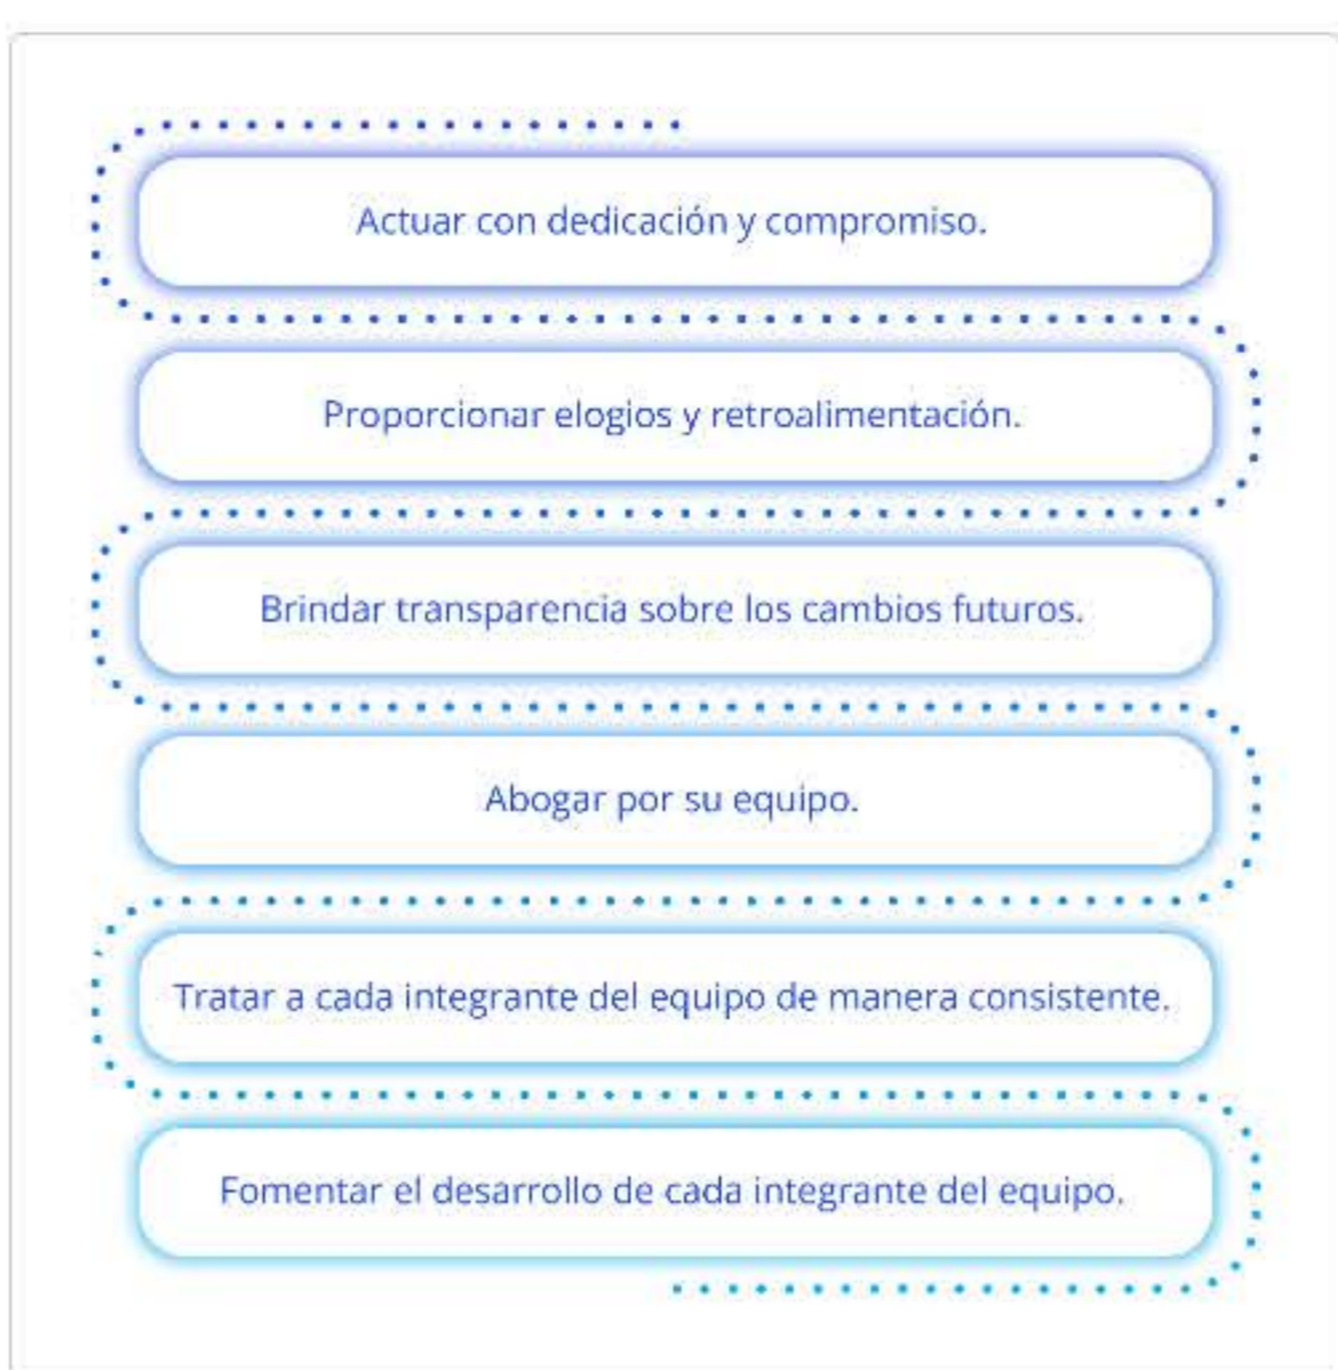 Actuar con dedicación y compromiso.
Proporcionar elogios y retroalimentación.
Brindar transparencia sobre los cambios futuros.
Abogar por su equipo.
Tratar a cada integrante del equipo de manera consistente.
Fomentar el desarrollo de cada integrante del equipo.